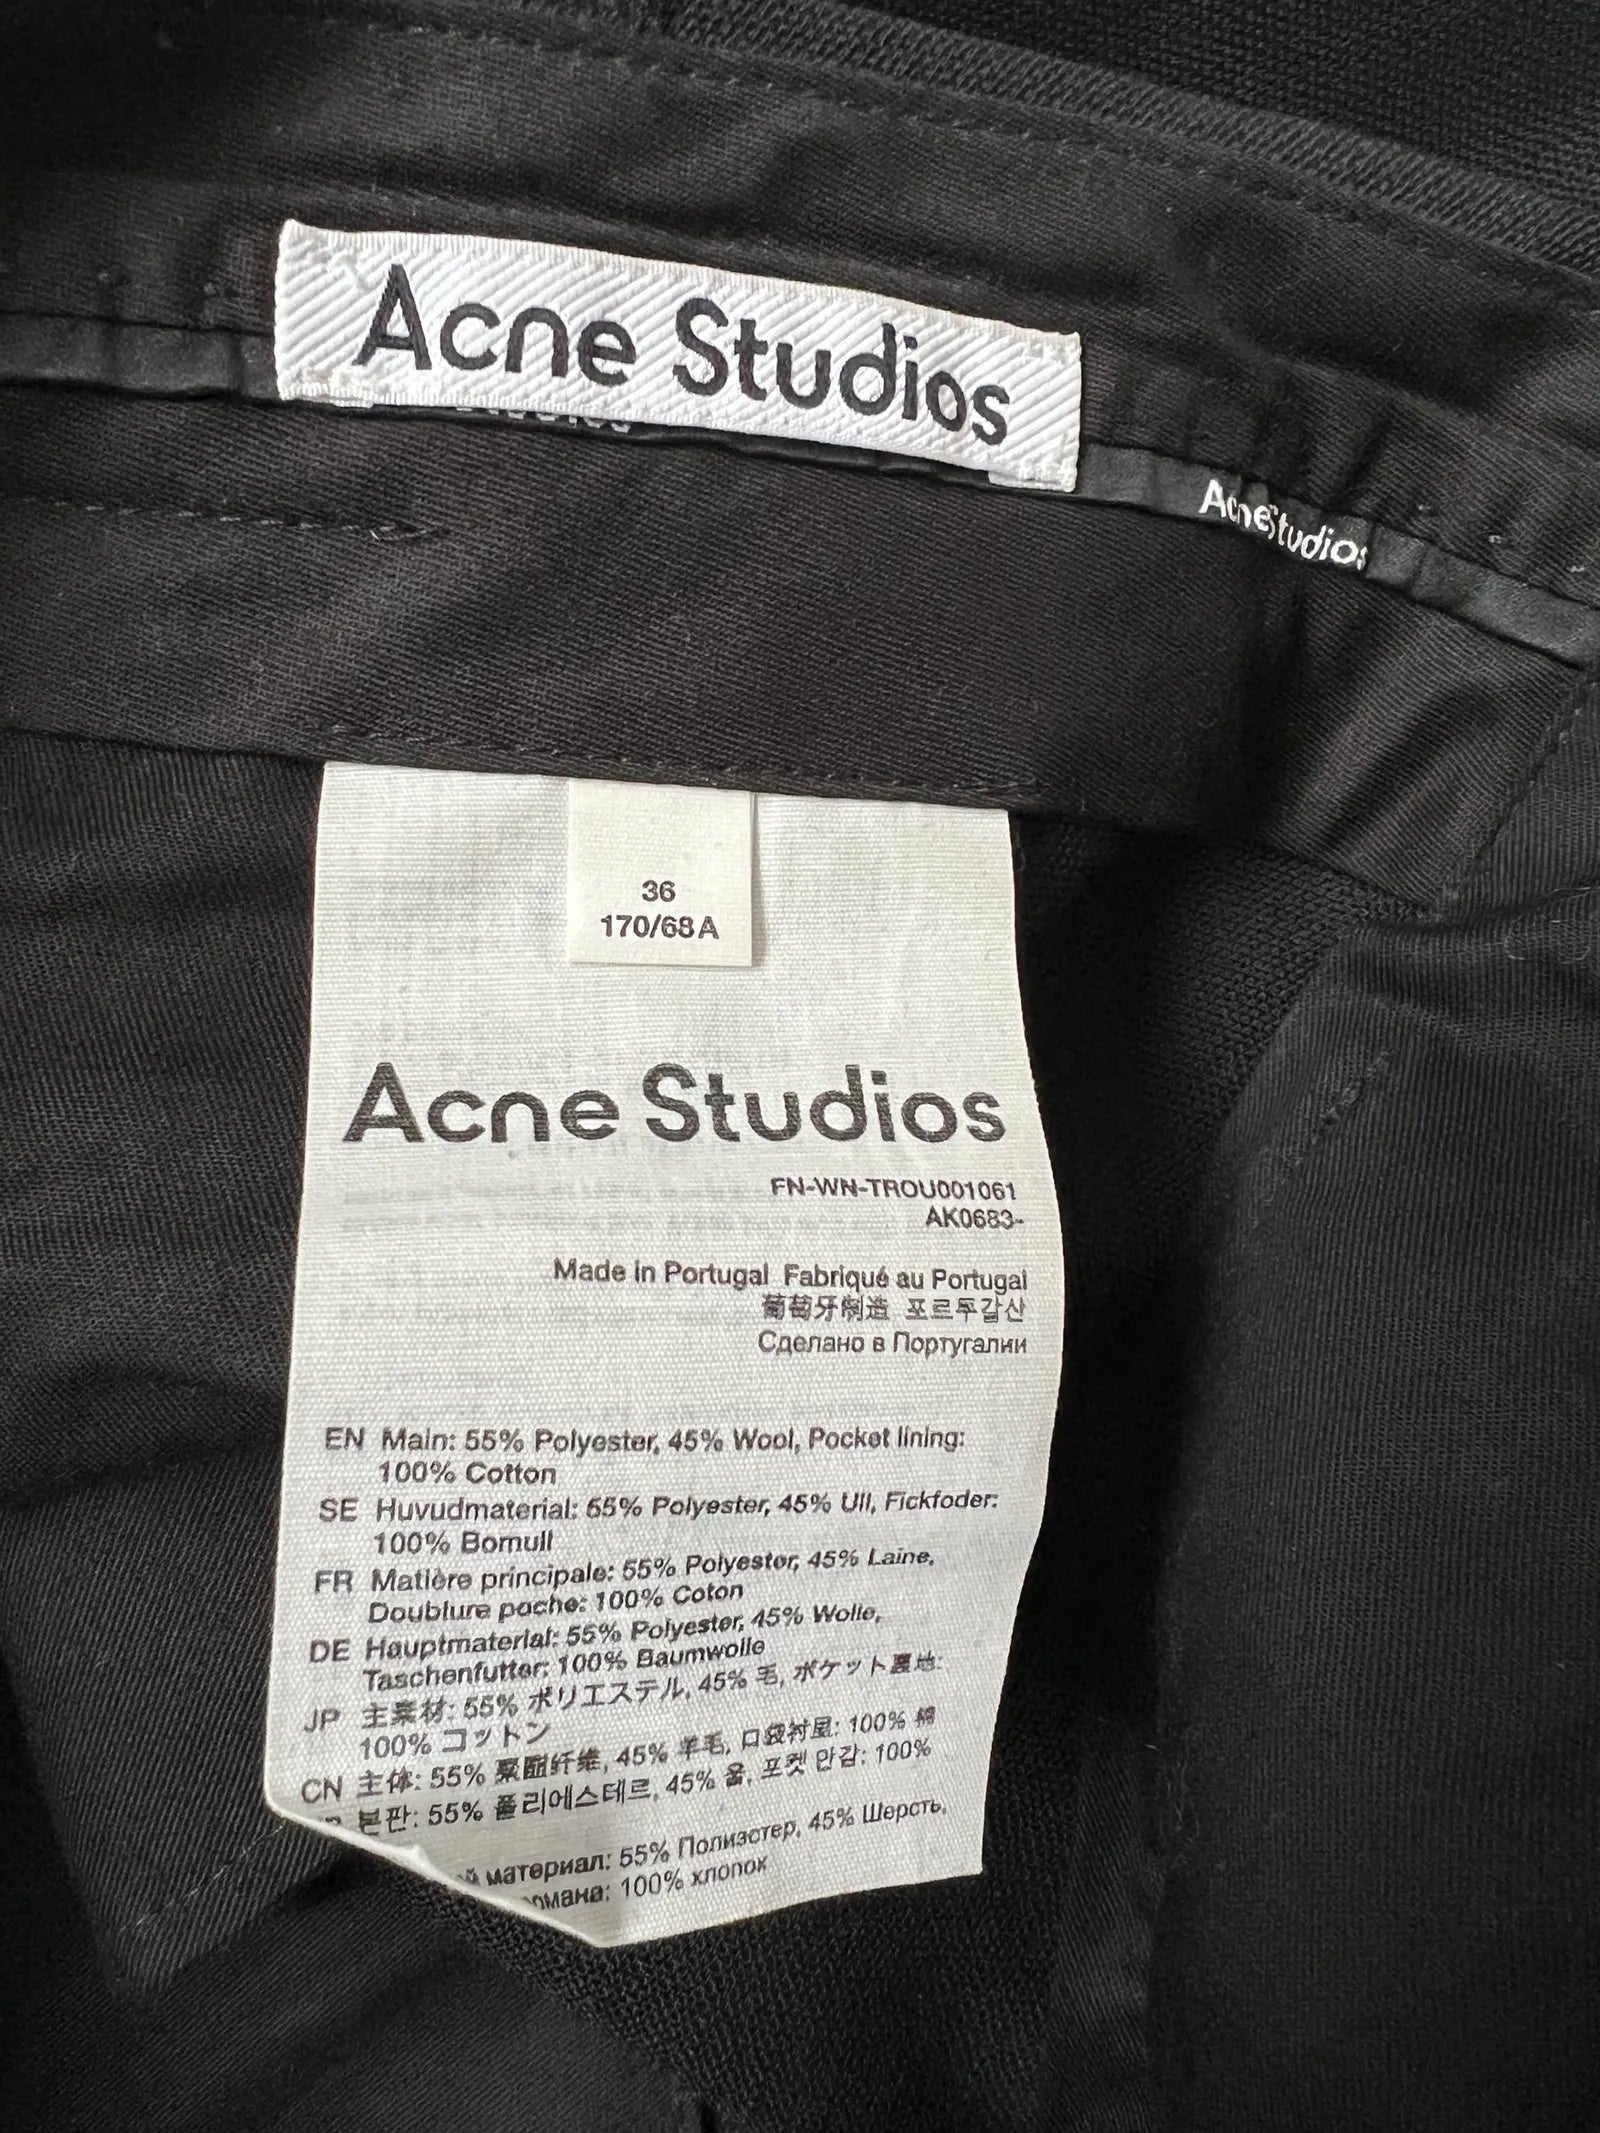 Acne Studios
Acne Studios
36
170/68A
Acne Studios
FN-WN-TROU001061
AK0683-
Made in Portugal Fabriqué au Portugal
葡萄牙制造 포르투갈산
Сделано в Португалии
EN Main: 55% Polyester, 45% Wool, Pocket lining:
100% Cotton
SE Huvudmaterial: 55% Polyester, 45% Ull, Fickfoder:
100% Bomull
FR Matière principale: 55% Polyester, 45% Laine,
Doublure poche: 100% Coton
DE Hauptmaterial: 55% Polyester, 45% Wolle,
Taschenfutter: 100% Baumwolle
JP 主素材: 55% ポリエステル, 45% 毛, ポケット裏地:
100% コットン
CN 主体: 55% 聚酯纤维, 45% 羊毛, 口袋衬里: 100% 棉
본판: 55% 폴리에스테르, 45% 울, 포켓 안감: 100%
материал: 55% Полиэстер, 45% Шерсть,
100% хлопок